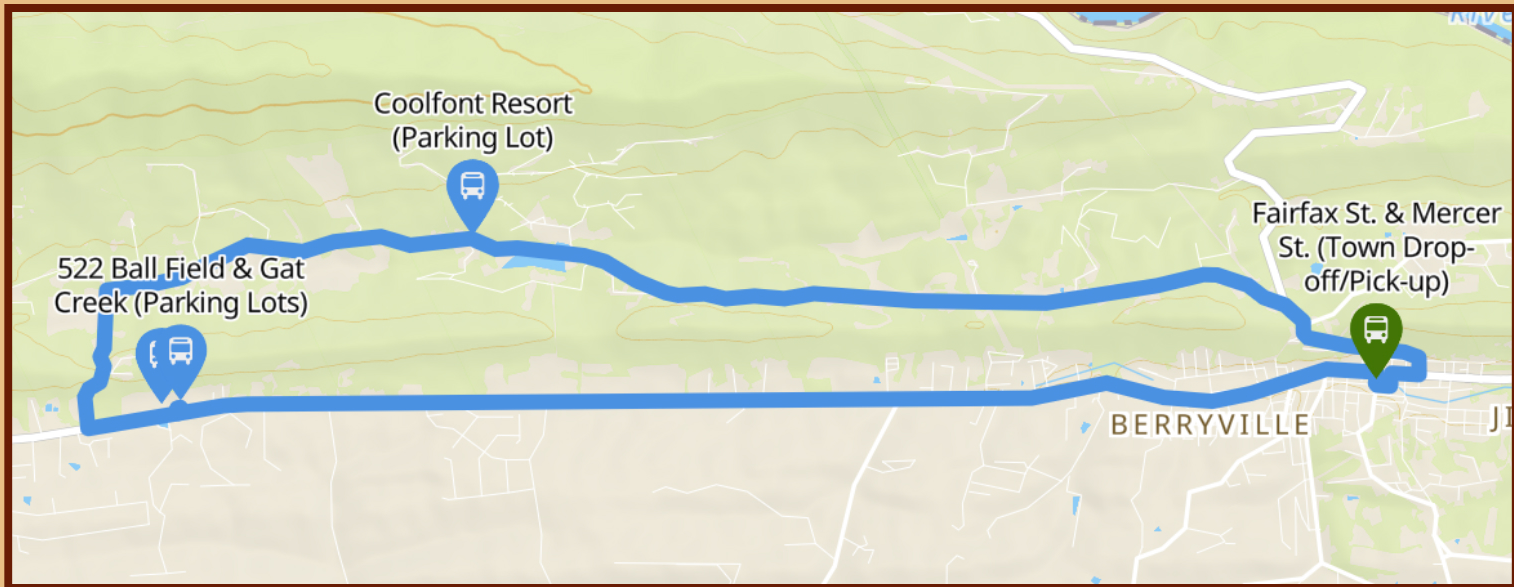 Coolfont Resort
(Parking Lot)
Fairfax St. & Mercer
St. (Town Drop-
off/Pick-up)
522 Ball Field & Gat
Creek (Parking Lots)
BERRYVILLE